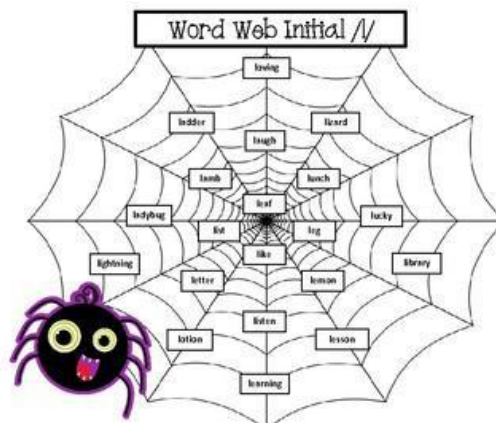 Word Web Initial /l/
loving
ladder
lizard
laugh
lamb
lunch
leaf
ladybug
lucky
list
leg
like
lightning
library
letter
lemon
listen
lotion
lesson
learning